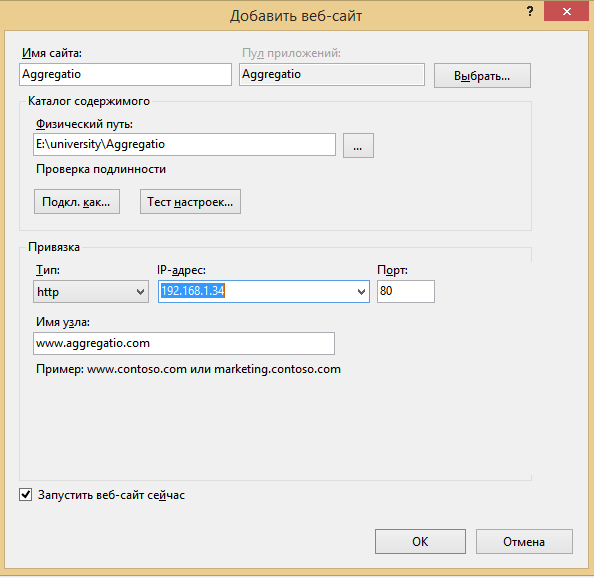 Добавить веб-сайт
?
Имя сайта: Пул приложений:
Aggregatio Aggregatio Выбрать...
Каталог содержимого
Физический путь:
E:\university\Aggregatio ...
Проверка подлинности
Подкл. как... Тест настроек...
Привязка
Тип: IP-адрес: Порт:
http 192.168.1.34 80
Имя узла:
www.aggregatio.com
Пример: www.contoso.com или marketing.contoso.com
Запустить веб-сайт сейчас
ОК Отмена